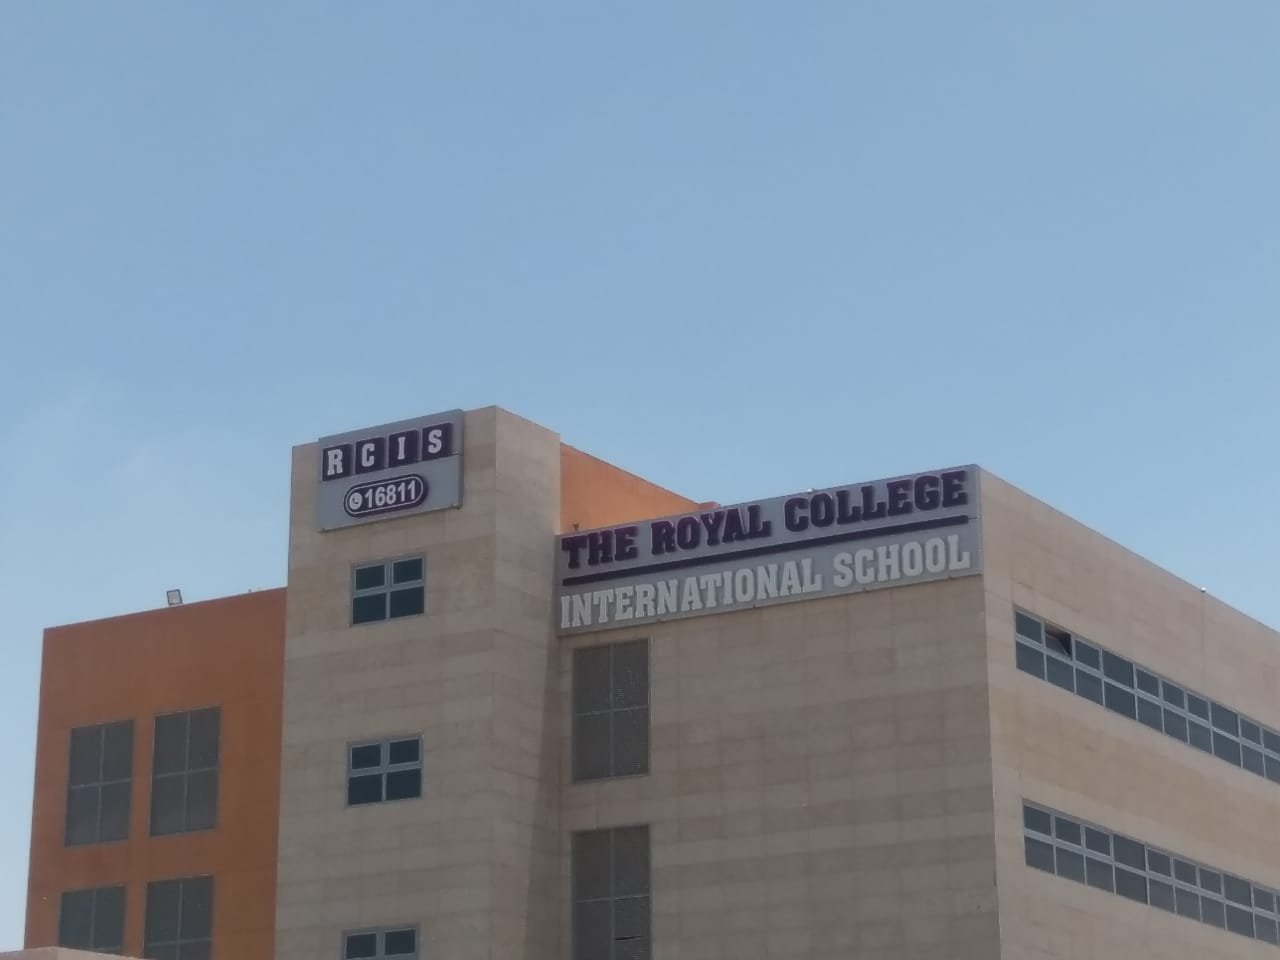 RCIS
16811
THE ROYAL COLLEGE
INTERNATIONAL SCHOOL